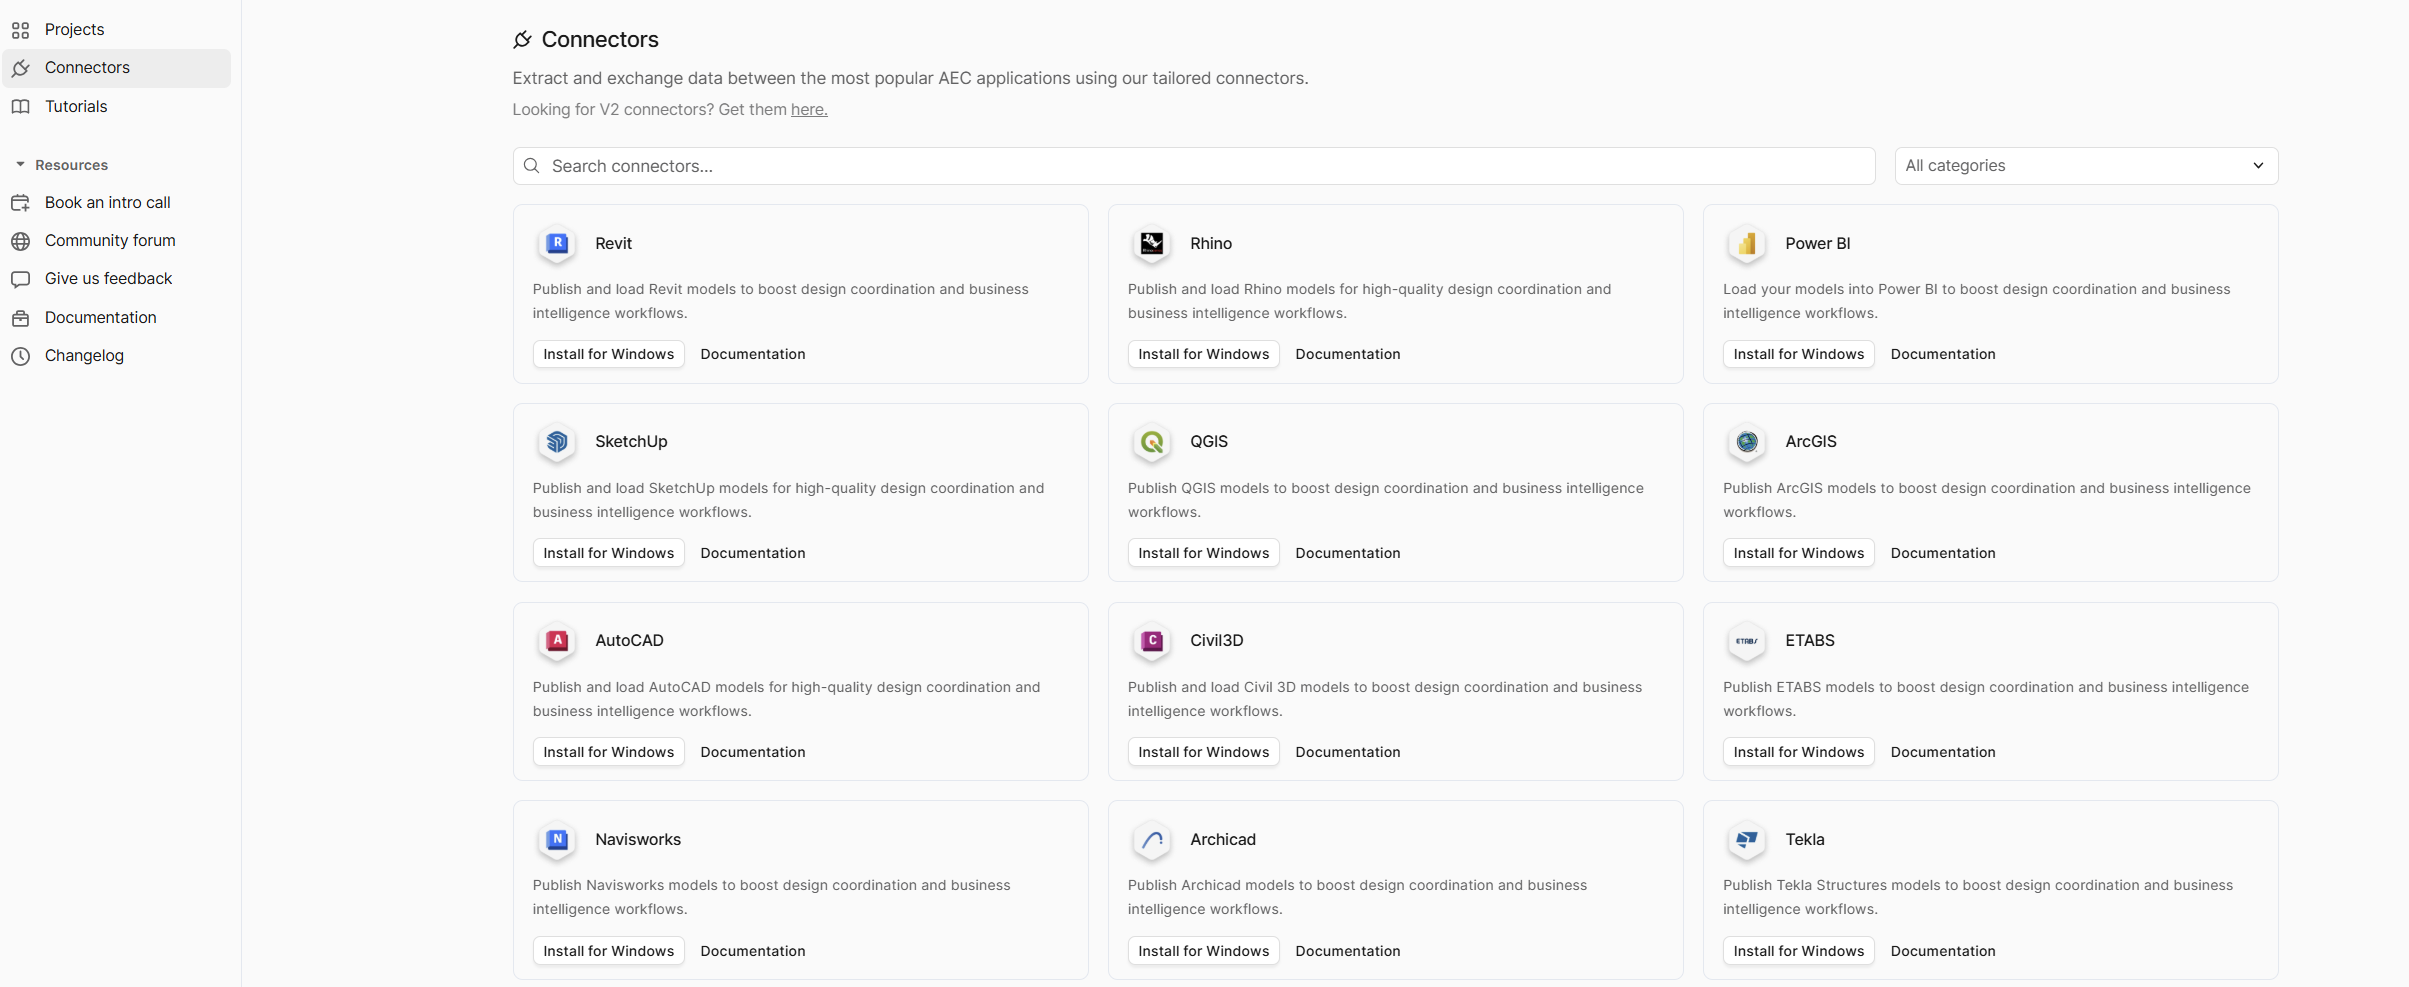 Projects
Connectors
Tutorials
Resources
Book an intro call
Community forum
Give us feedback
Documentation
Changelog
Connectors
Extract and exchange data between the most popular AEC applications using our tailored connectors.
Looking for V2 connectors? Get them here.
Search connectors...
All categories
R
Revit
Publish and load Revit models to boost design coordination and business
intelligence workflows.
Install for Windows
Documentation
Rhino
Publish and load Rhino models for high-quality design coordination and
business intelligence workflows.
Install for Windows
Documentation
Power BI
Load your models into Power BI to boost design coordination and business
intelligence workflows.
Install for Windows
Documentation
SketchUp
Publish and load SketchUp models for high-quality design coordination and
business intelligence workflows.
Install for Windows
Documentation
QGIS
Publish QGIS models to boost design coordination and business intelligence
workflows.
Install for Windows
Documentation
ArcGIS
Publish ArcGIS models to boost design coordination and business intelligence
workflows.
Install for Windows
Documentation
A
AutoCAD
Publish and load AutoCAD models for high-quality design coordination and
business intelligence workflows.
Install for Windows
Documentation
C
Civil3D
Publish and load Civil 3D models to boost design coordination and business
intelligence workflows.
Install for Windows
Documentation
ETABS
ETABS
Publish ETABS models to boost design coordination and business intelligence
workflows.
Install for Windows
Documentation
N
Navisworks
Publish Navisworks models to boost design coordination and business
intelligence workflows.
Install for Windows
Documentation
Archicad
Publish Archicad models to boost design coordination and business
intelligence workflows.
Install for Windows
Documentation
Tekla
Publish Tekla Structures models to boost design coordination and business
intelligence workflows.
Install for Windows
Documentation